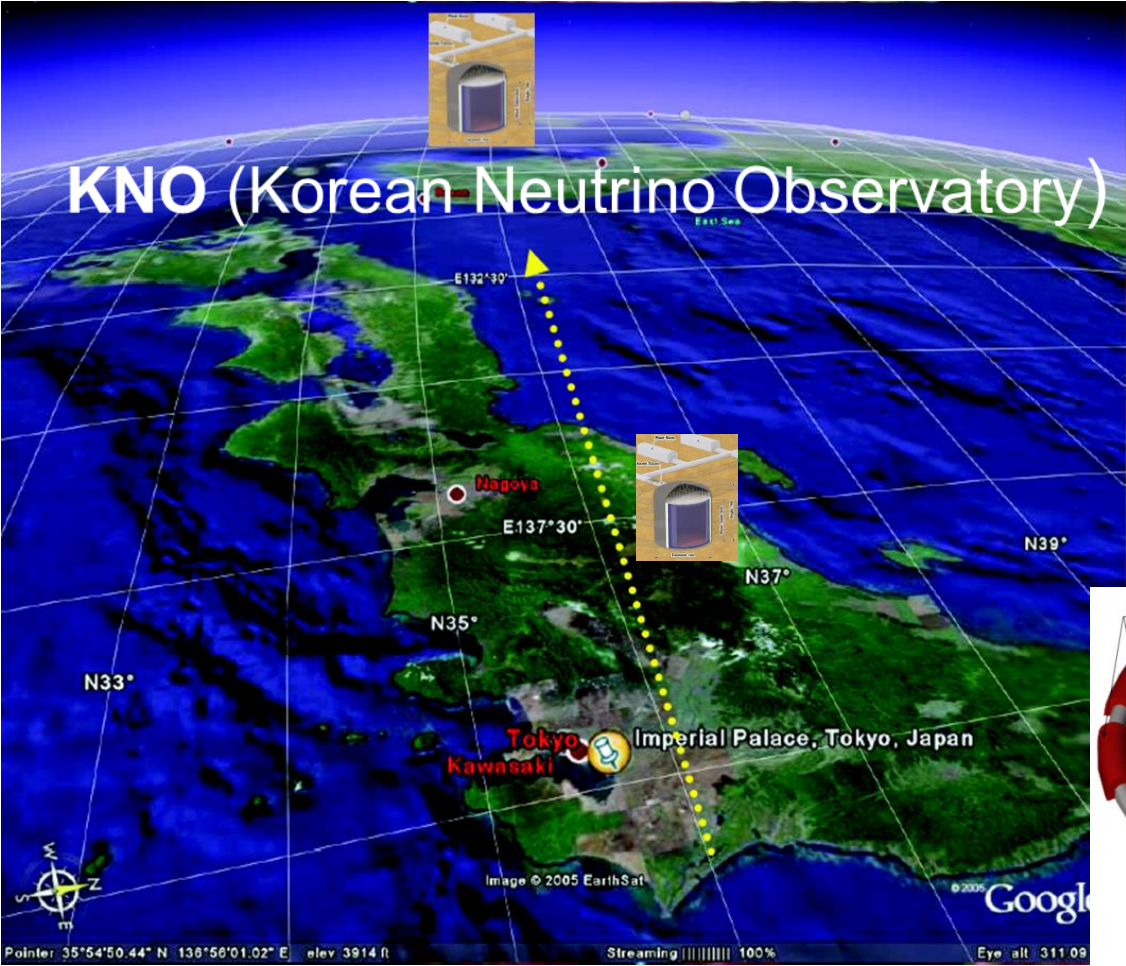 KNO (Korean Neutrino Observatory)
East Sea
E132°30'
Nagoya
E137°30'
N39°
N37°
N35°
N33°
Tokyo
Imperial Palace, Tokyo, Japan
Kawasaki
W
N
S
E
Image © 2005 EarthSat
© 2005 Google
Pointer 35°54'50.44" N 136°56'01.02" E elev 3914 ft
Streaming |||||||||| 100%
Eye alt 311.09